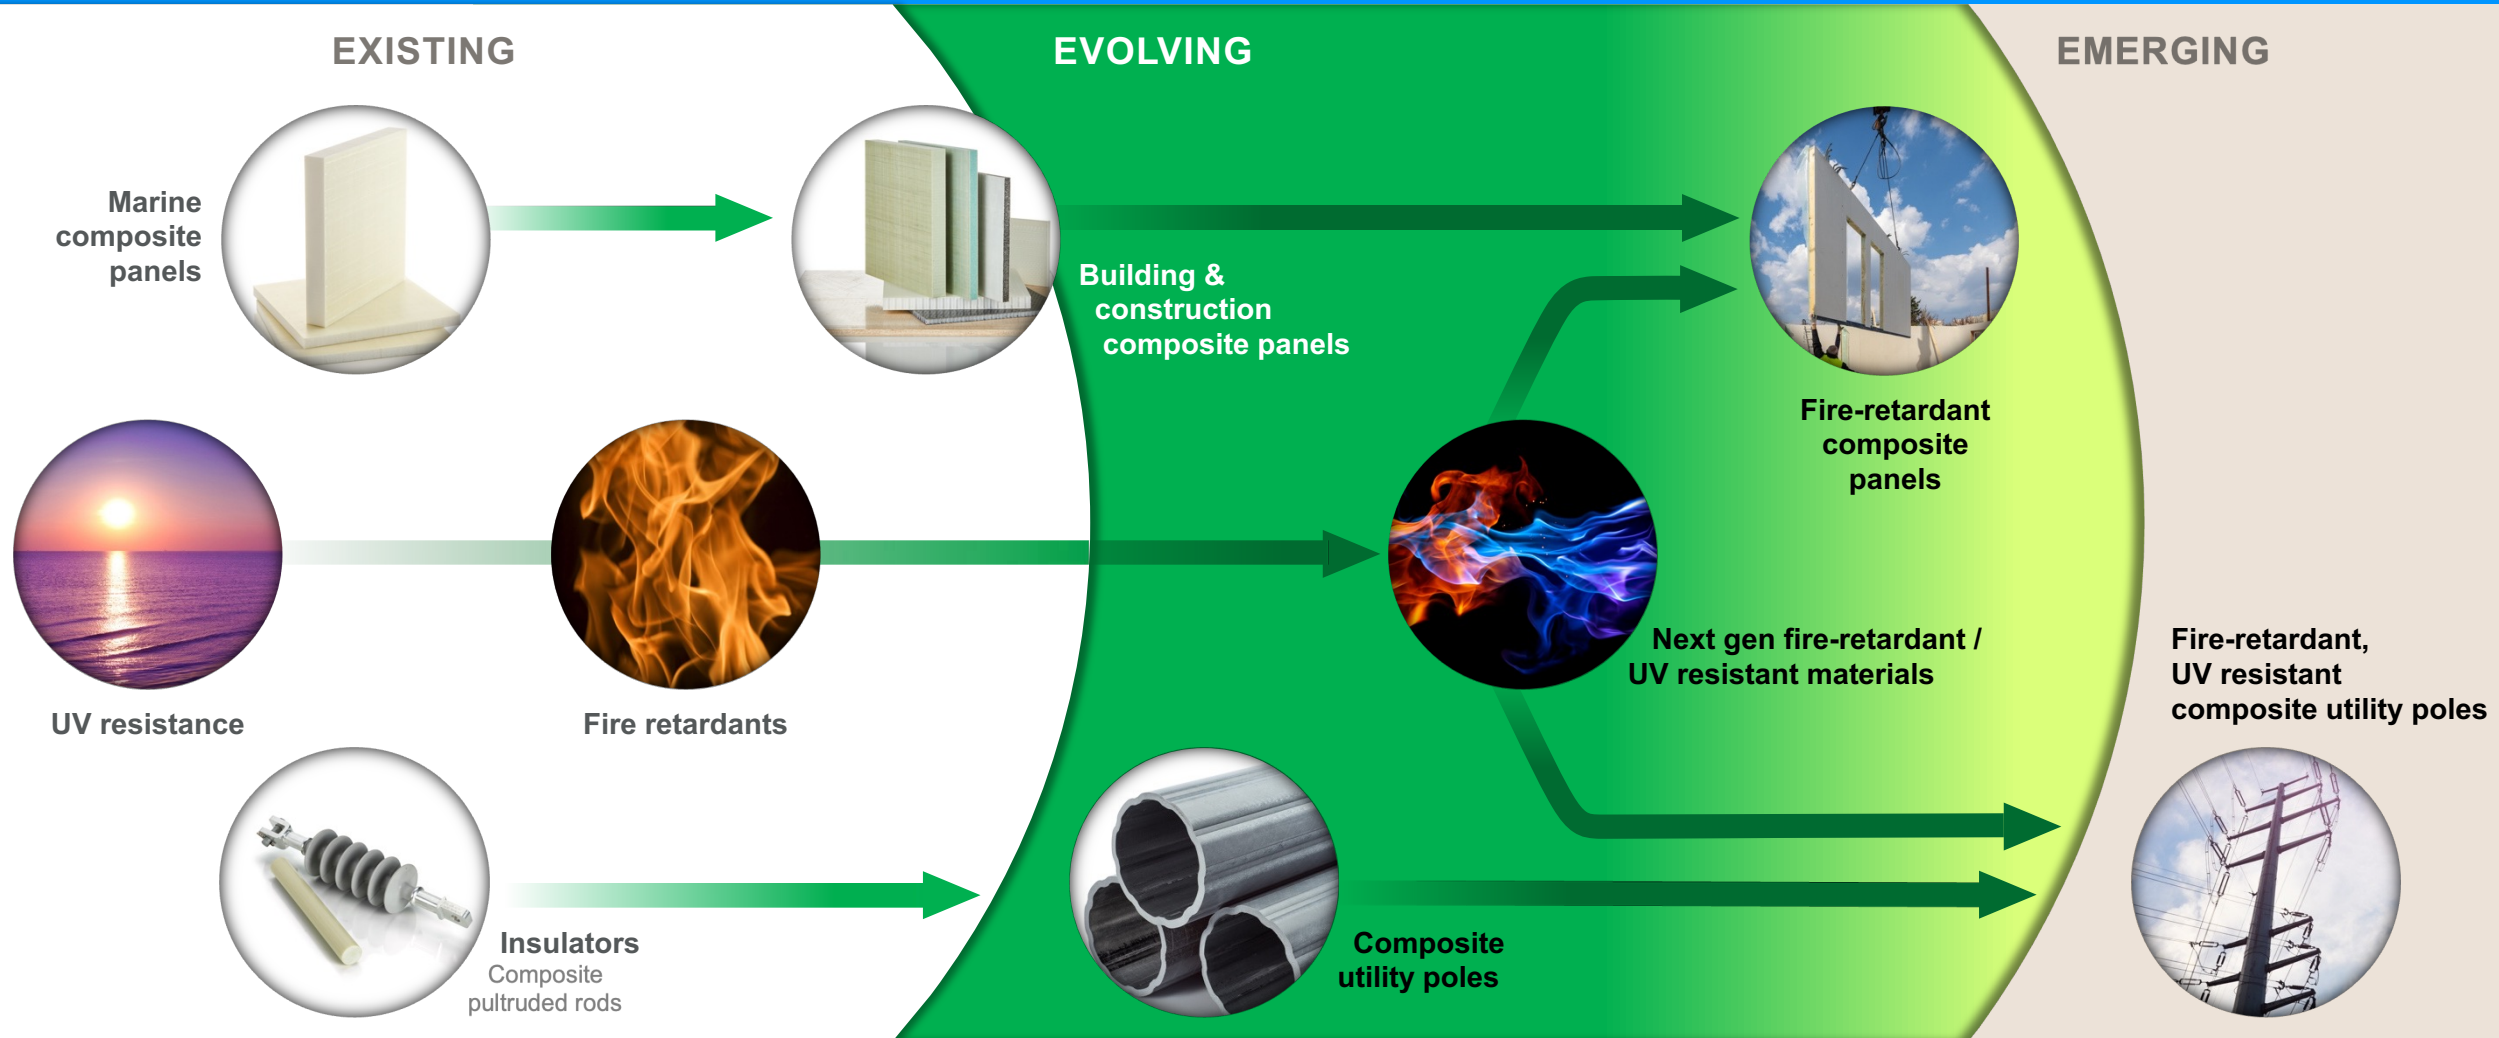 EXISTING
EVOLVING
EMERGING
Marine
composite
panels
Building &
construction
composite panels
Fire-retardant
composite
panels
UV resistance
Fire retardants
Next gen fire-retardant /
UV resistant materials
Fire-retardant,
UV resistant
composite utility poles
Insulators
Composite
pultruded rods
Composite
utility poles